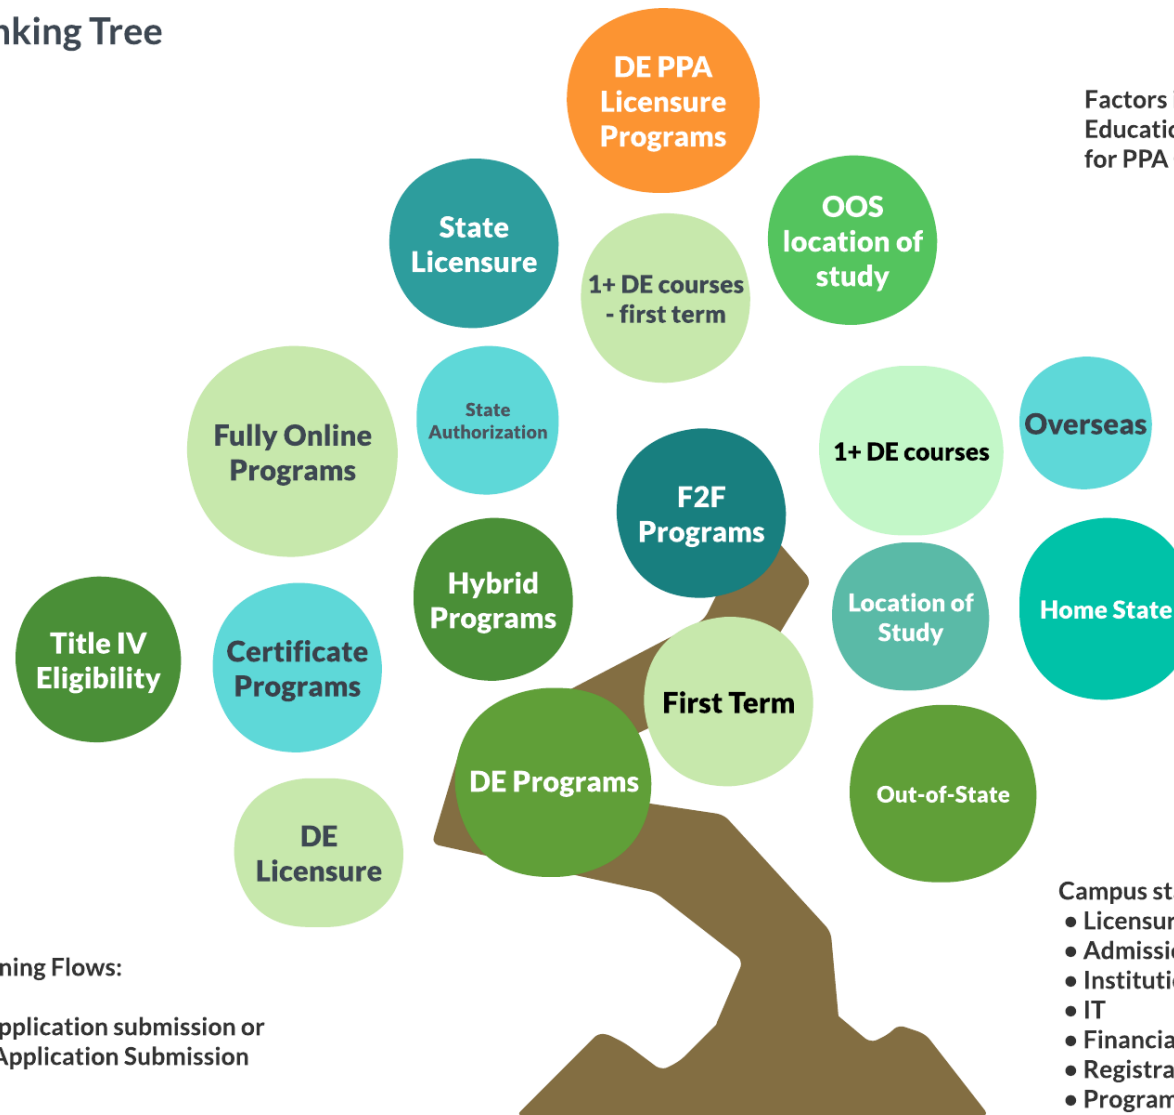 nking Tree
DE PPA
Licensure
Programs
Factors
Educatio
for PPA
State
Licensure
OOS
location of
study
1+ DE courses
- first term
Fully Online
Programs
State
Authorization
1+ DE courses
Overseas
F2F
Programs
Hybrid
Programs
Location of
Study
Home State
Title IV
Eligibility
Certificate
Programs
First Term
DE Programs
Out-of-State
DE
Licensure
Campus sta
• Licensur
• Admissio
• Institutio
• IT
• Financia
• Registra
• Program
ning Flows:
pplication submission or
Application Submission